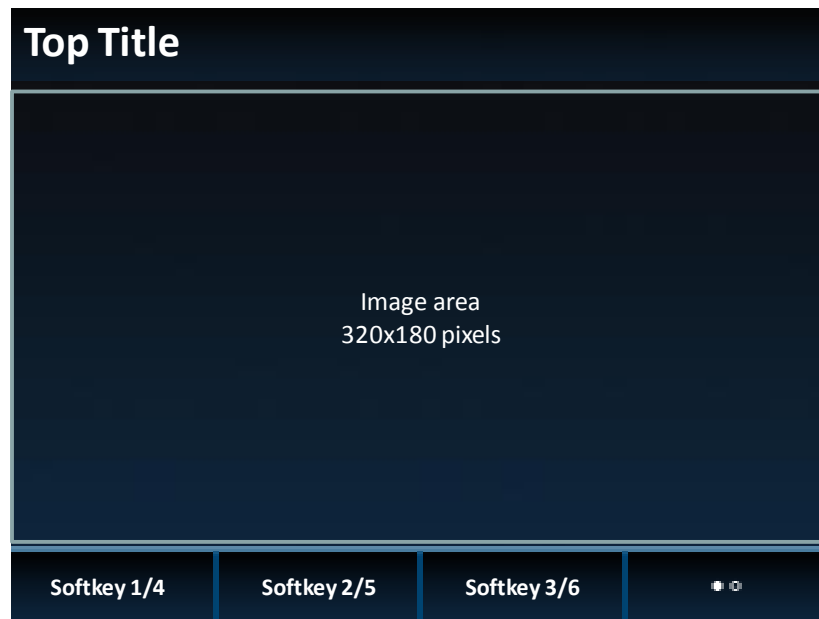 Top Title
Image area
320x180 pixels
Softkey 1/4
Softkey 2/5
Softkey 3/6